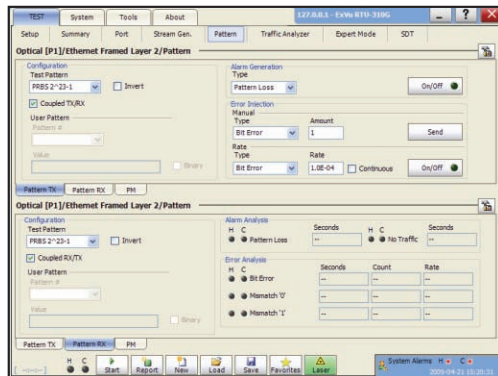 TEST System Tools About 127.0.0.1 - ExVu RTU-310G
Setup Summary Port Stream Gen. Pattern Traffic Analyzer Expert Mode SDT
Optical [P1]/Ethernet Framed Layer 2/Pattern
Configuration
Test Pattern
PRBS 2^23-1 Invert
Coupled TX/RX
User Pattern
Pattern #
Value
Binary
Alarm Generation
Type
Pattern Loss On/Off
Error Injection
Manual
Type Amount
Bit Error 1 Send
Rate
Type Rate
Bit Error 1.0E-04 Continuous On/Off
Pattern TX Pattern RX PM
Optical [P1]/Ethernet Framed Layer 2/Pattern
Configuration
Test Pattern
PRBS 2^23-1 Invert
Coupled RX/TX
User Pattern
Pattern #
Value
Binary
Alarm Analysis
H C Seconds H C Seconds
Pattern Loss -- No Traffic --
Error Analysis
H C Seconds Count Rate
Bit Error -- -- --
Mismatch '0' -- -- --
Mismatch '1' -- -- --
Pattern TX Pattern RX PM
[ --:--:-- ] H C Start Report New Load Save Favorites Laser System Alarms H C